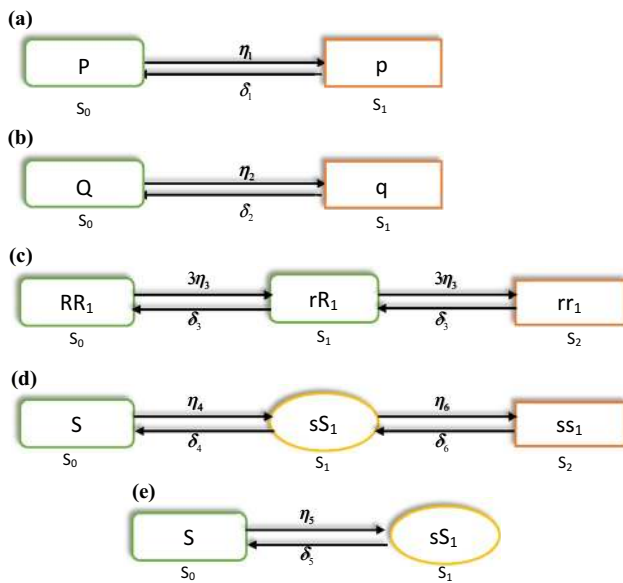 (a)
P η₁ p
δ₁
S₀ S₁
(b)
Q η₂ q
δ₂
S₀ S₁
(c)
RR₁ 3η₃ rR₁ 3η₃ rr₁
δ₃ δ₃
S₀ S₁ S₂
(d)
S η₄ sS₁ η₆ ss₁
δ₄ δ₆
S₀ S₁ S₂
(e)
S η₅ sS₁
δ₅
S₀ S₁